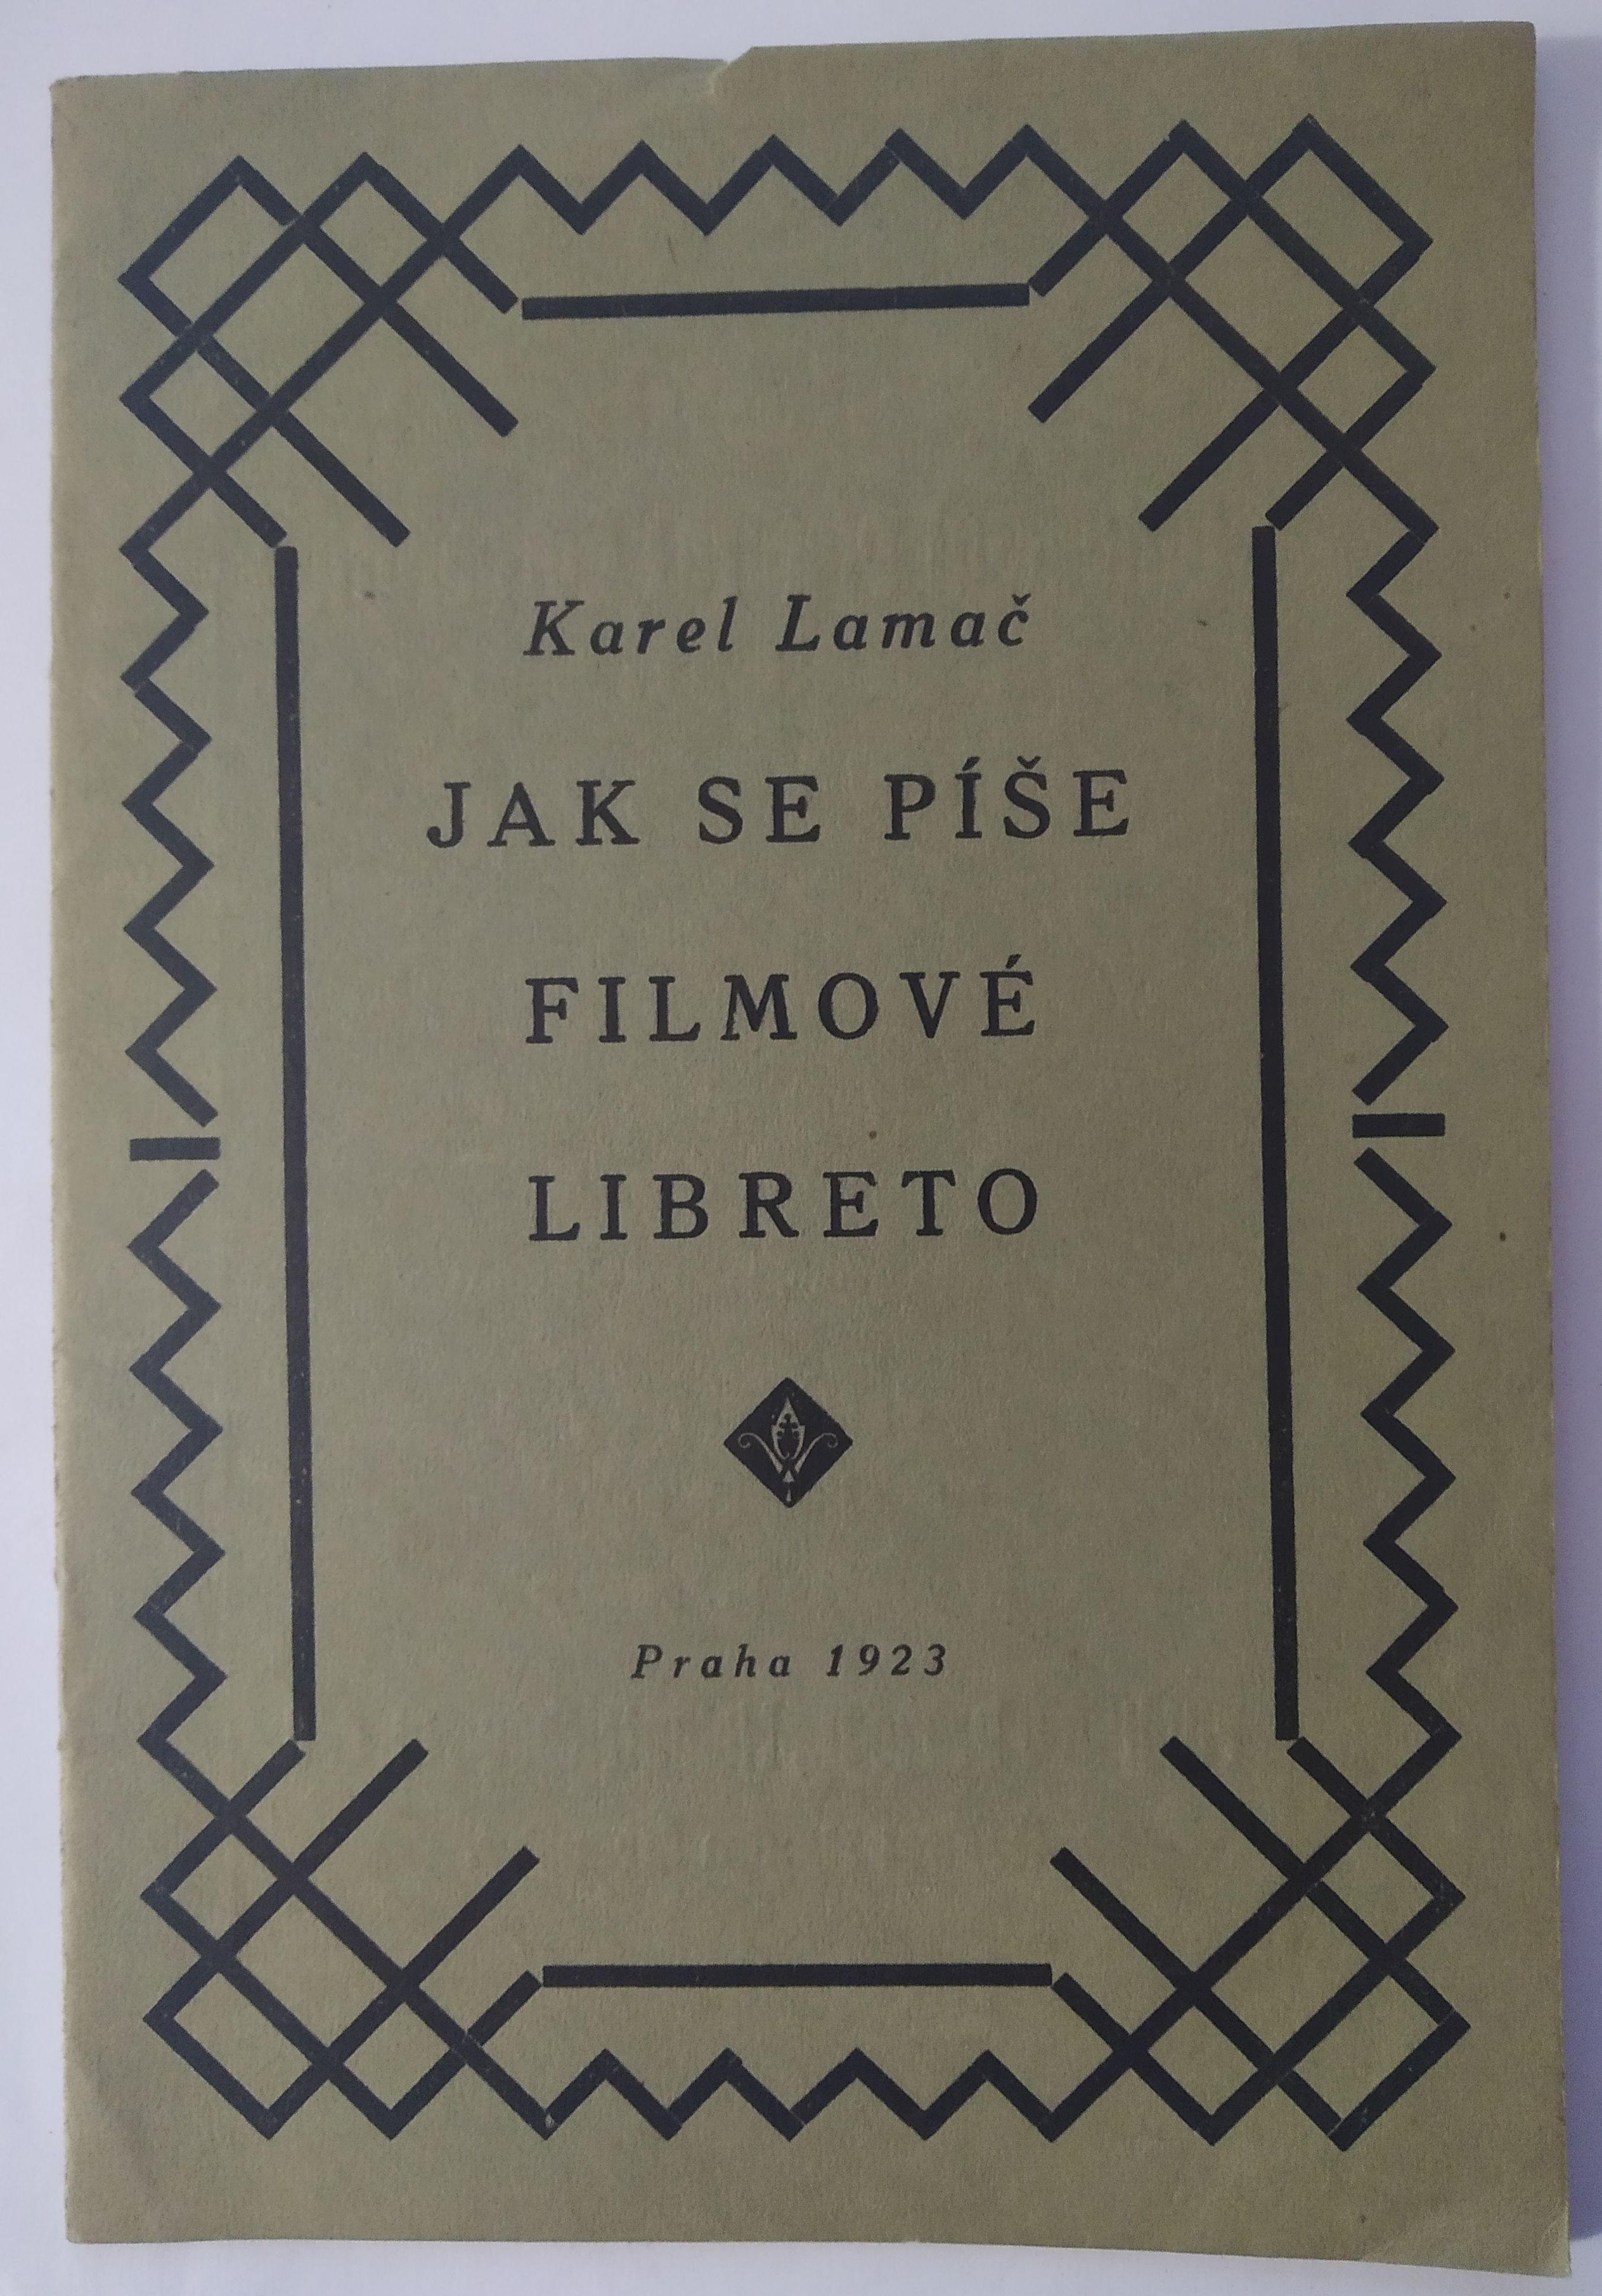 Karel Lamač
JAK SE PÍŠE
FILMOVÉ
LIBRETO
Praha 1923